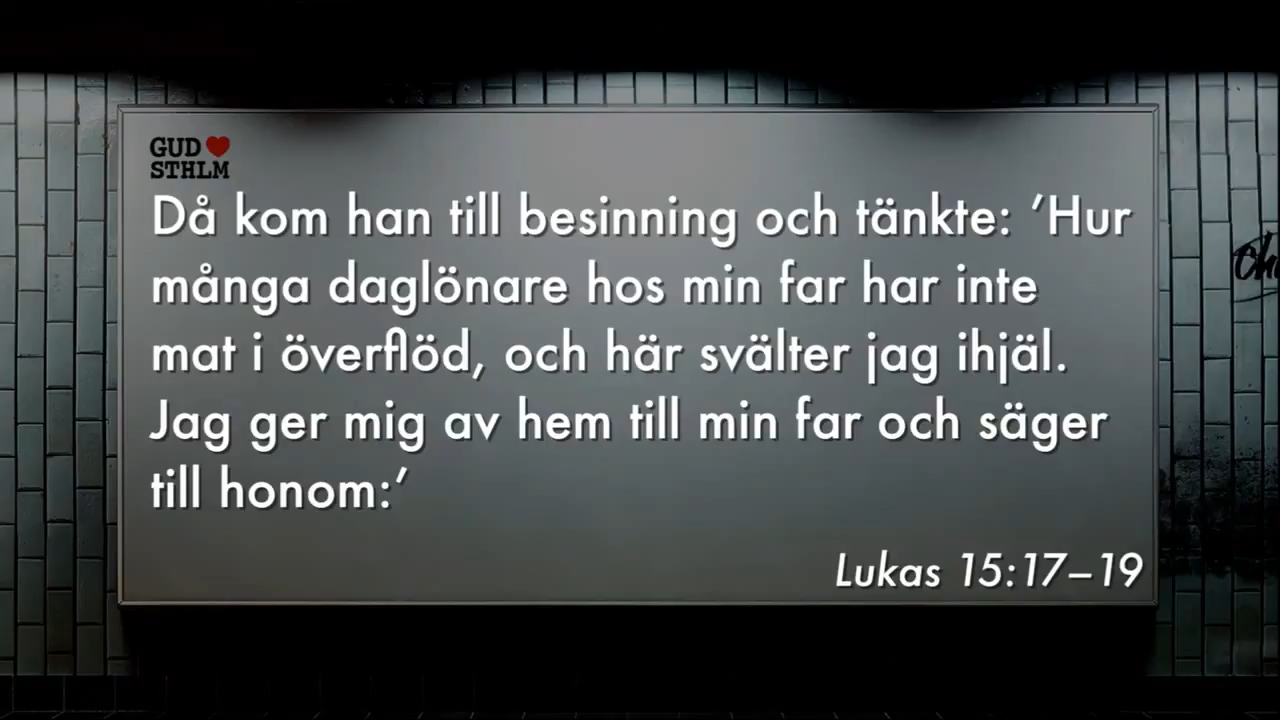 GUD
STHLM
Då kom han till besinning och tänkte: ’Hur
många daglönare hos min far har inte
mat i överflöd, och här svälter jag ihjäl.
Jag ger mig av hem till min far och säger
till honom:’
Lukas 15:17–19